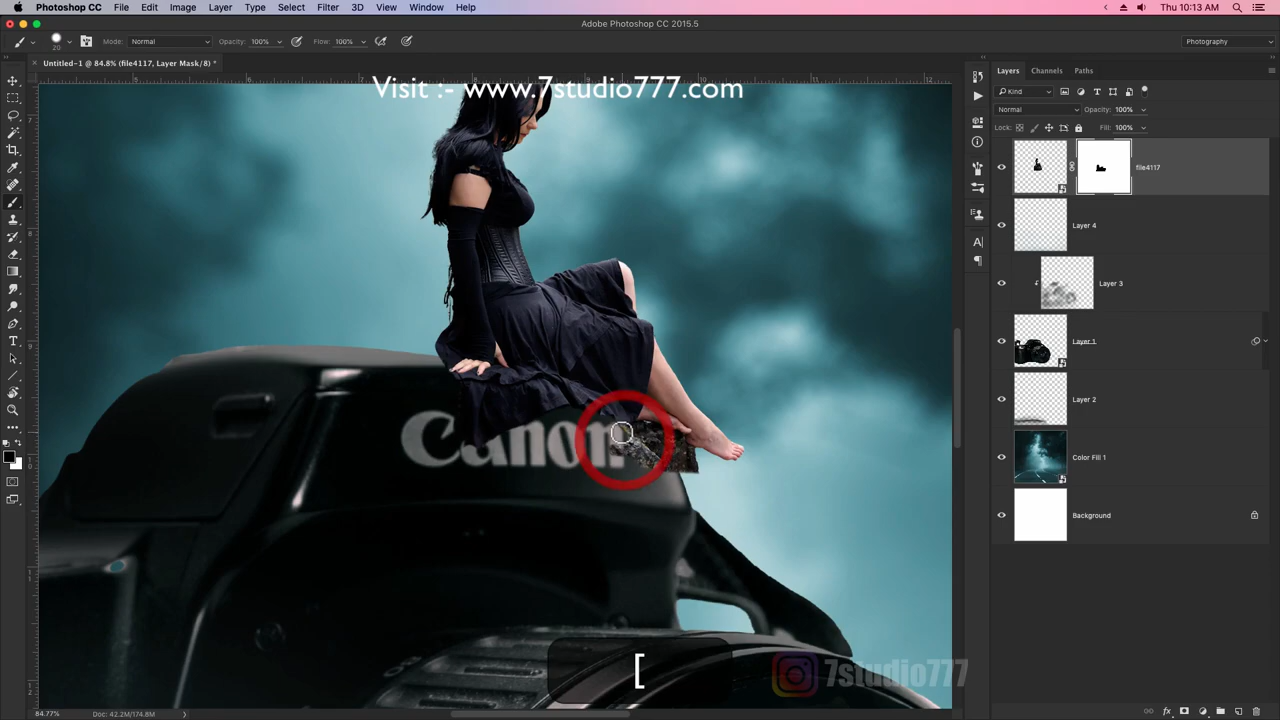 Photoshop CC File Edit Image Layer Type Select Filter 3D View Window Help Thu 10:13 AM
Adobe Photoshop CC 2015.5
20 Mode: Normal Opacity: 100% Flow: 100% Photography
Untitled-1 @ 84.8% (file4117, Layer Mask/8) *
Layers Channels Paths
Visit :- www.7studio777.com
Kind
Normal Opacity: 100%
Lock: Fill: 100%
file4117
Layer 4
Layer 3
Layer 1
Layer 2
Color Fill 1
Background
Canon
[
7studio777
84.77% Doc: 42.2M/174.8M